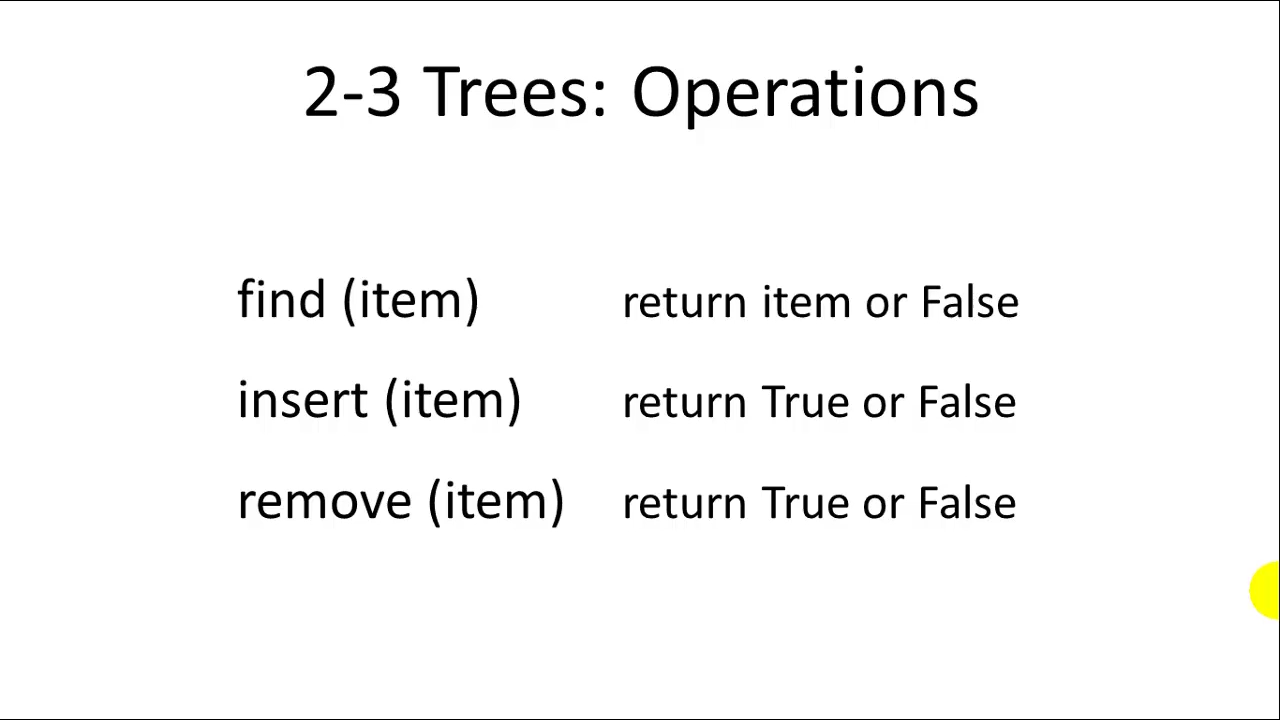 2-3 Trees: Operations
find (item) return item or False
insert (item) return True or False
remove (item) return True or False